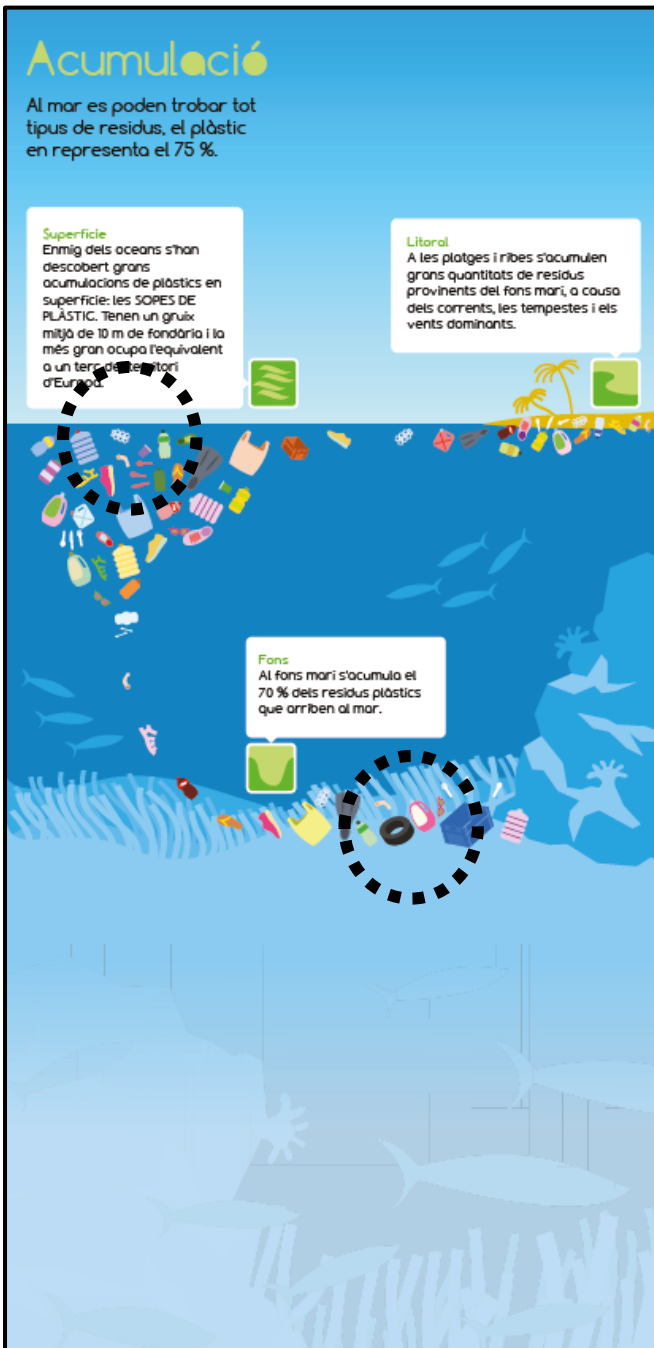 Acumulació
Al mar es poden trobar tot
tipus de residus, el plàstic
en representa el 75 %.
Superfície
Enmig dels oceans s'han
descobert grans
acumulacions de plàstics en
superfície: les SOPES DE
PLÀSTIC. Tenen un gruix
mitjà de 10 m de fondària i la
més gran ocupa l'equivalent
a un terç del territori
d'Europa.
Litoral
A les platges i ribes s'acumulen
grans quantitats de residus
provinents del fons marí, a causa
dels corrents, les tempestes i els
vents dominants.
Fons
Al fons marí s'acumula el
70 % dels residus plàstics
que arriben al mar.